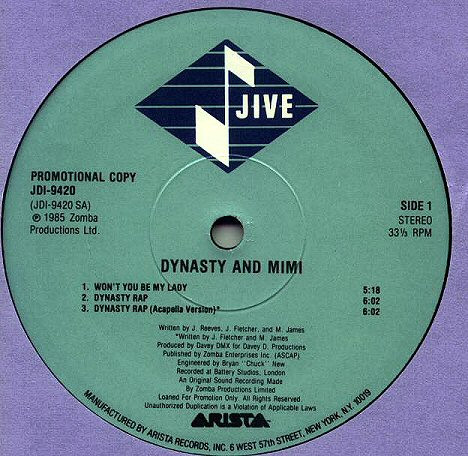 JIVE
PROMOTIONAL COPY
JDI-9420
(JDI-9420 SA)
℗ 1985 Zomba
Productions Ltd.
SIDE 1
STEREO
33⅓ RPM
DYNASTY AND MIMI
1. WON'T YOU BE MY LADY 5:18
2. DYNASTY RAP 6:02
3. DYNASTY RAP (Acapella Version)* 6:02
Written by J. Reeves, J. Fletcher, and M. James
*Written by J. Fletcher and M. James
Produced by Davey DMX for Davey D. Productions
Published by Zomba Enterprises Inc. (ASCAP)
Engineered by Bryan "Chuck" New
Recorded at Battery Studios, London
An Original Sound Recording Made
By Zomba Productions Limited
Loaned For Promotion Only. All Rights Reserved.
Unauthorized Duplication is a Violation of Applicable Laws
ARISTA
MANUFACTURED BY ARISTA RECORDS, INC. 6 WEST 57th STREET, NEW YORK, N.Y. 10019